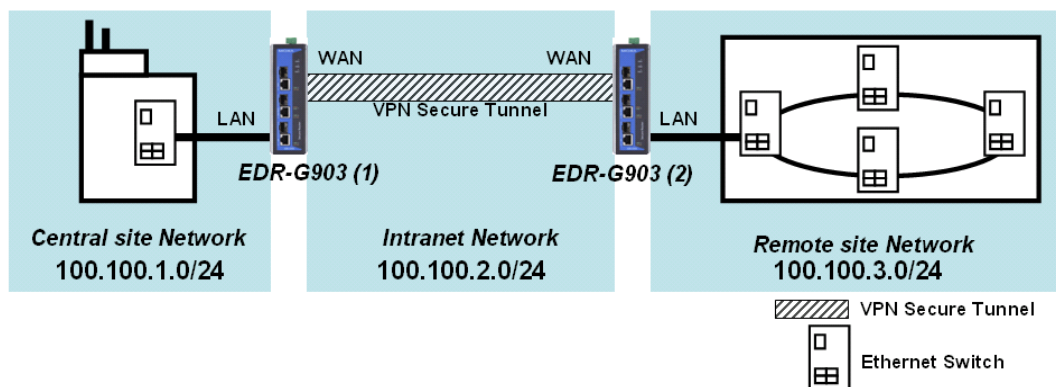 WAN
WAN
VPN Secure Tunnel
LAN
LAN
EDR-G903 (1)
EDR-G903 (2)
Central site Network
100.100.1.0/24
Intranet Network
100.100.2.0/24
Remote site Network
100.100.3.0/24
VPN Secure Tunnel
Ethernet Switch